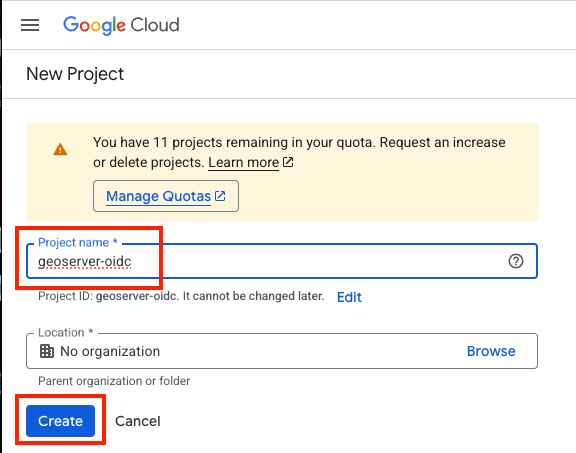 Google Cloud
New Project
You have 11 projects remaining in your quota. Request an increase
or delete projects. Learn more
Manage Quotas
Project name *
geoserver-oidc
Project ID: geoserver-oidc. It cannot be changed later. Edit
Location *
No organization Browse
Parent organization or folder
Create Cancel